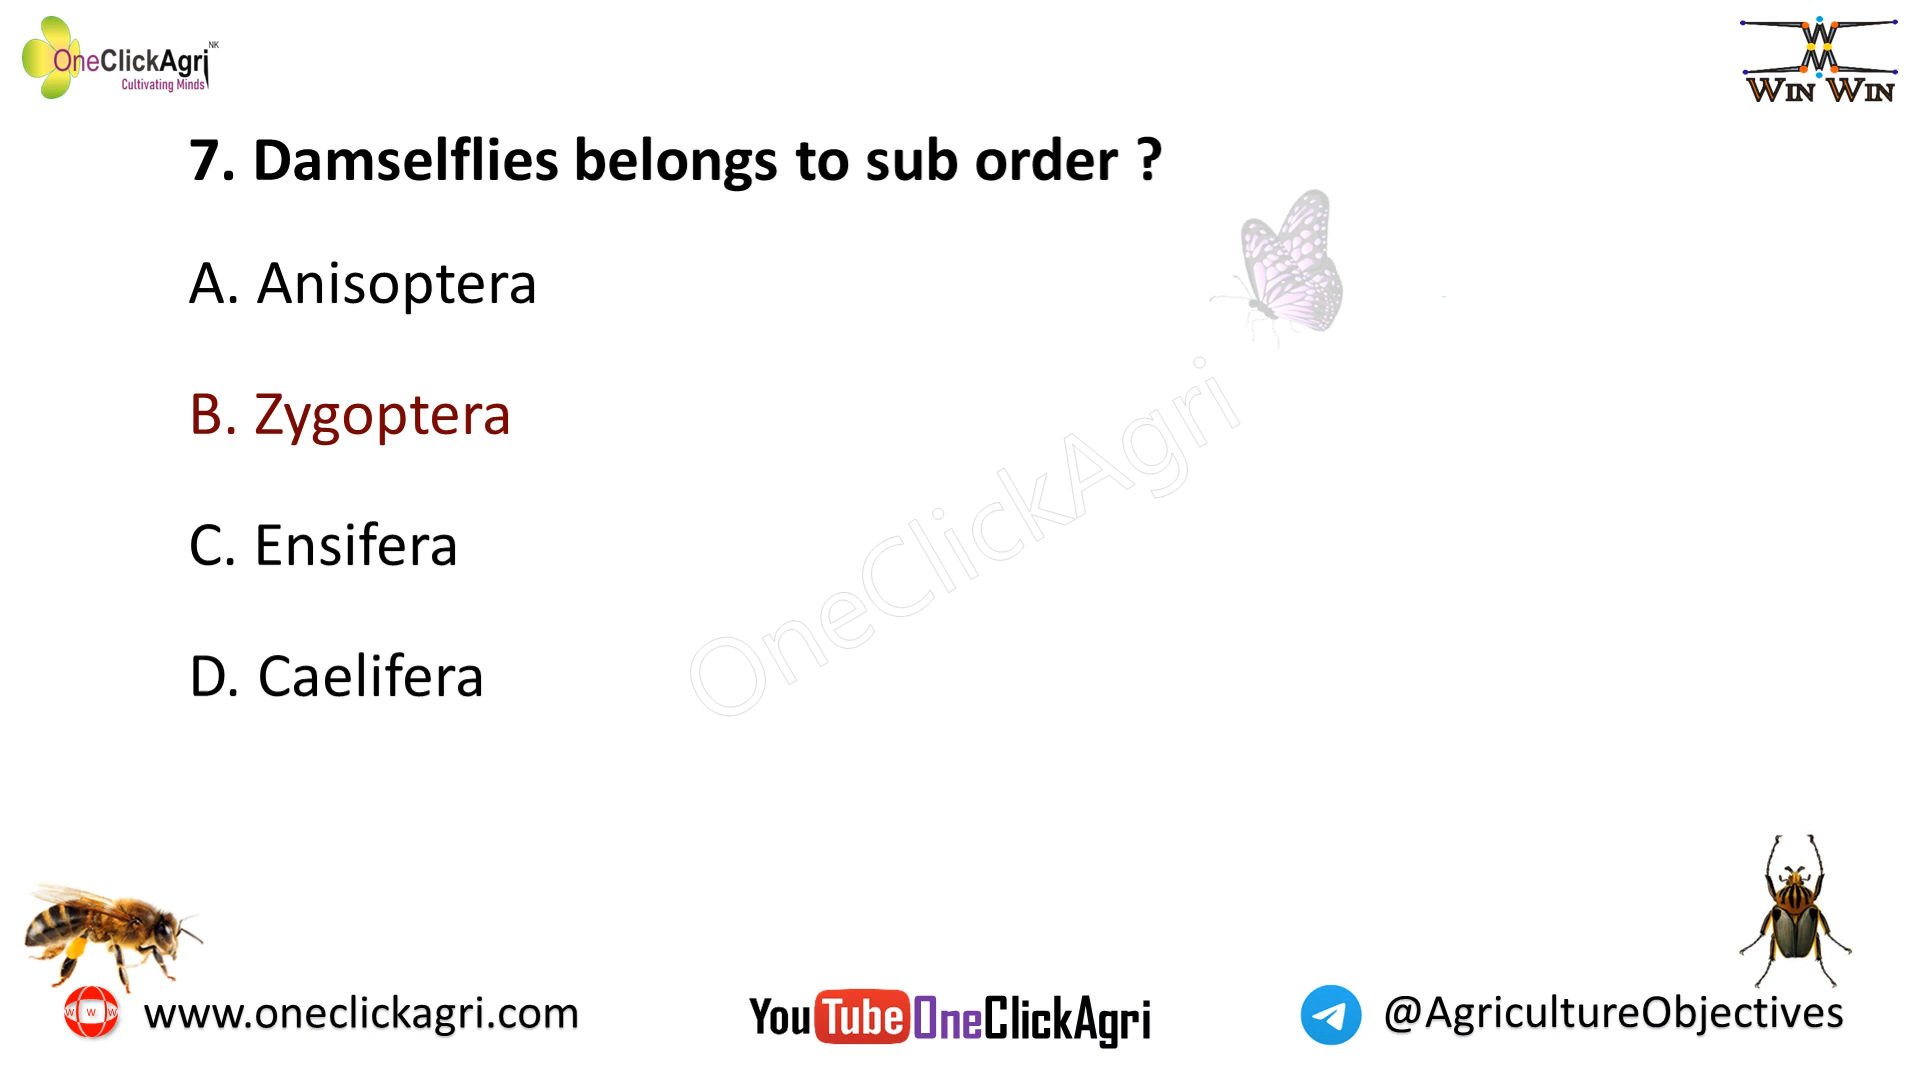 OneClickAgri NK
Cultivating Minds
WIN WIN
7. Damselflies belongs to sub order ?
A. Anisoptera
B. Zygoptera
C. Ensifera
D. Caelifera
OneClickAgri
www.oneclickagri.com
YouTube OneClickAgri
@AgricultureObjectives
W W W